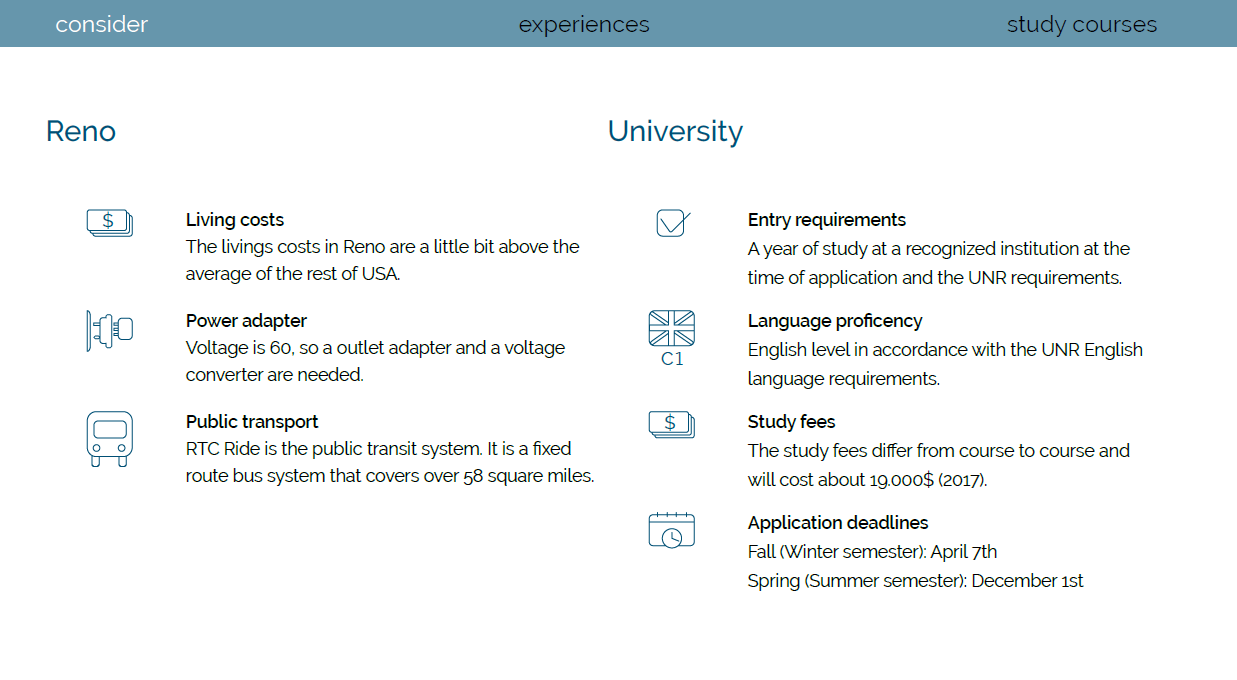 consider
experiences
study courses
Reno
Living costs
The livings costs in Reno are a little bit above the
average of the rest of USA.
Power adapter
Voltage is 60, so a outlet adapter and a voltage
converter are needed.
Public transport
RTC Ride is the public transit system. It is a fixed
route bus system that covers over 58 square miles.
University
Entry requirements
A year of study at a recognized institution at the
time of application and the UNR requirements.
C1
Language proficency
English level in accordance with the UNR English
language requirements.
$
Study fees
The study fees differ from course to course and
will cost about 19.000$ (2017).
Application deadlines
Fall (Winter semester): April 7th
Spring (Summer semester): December 1st
$